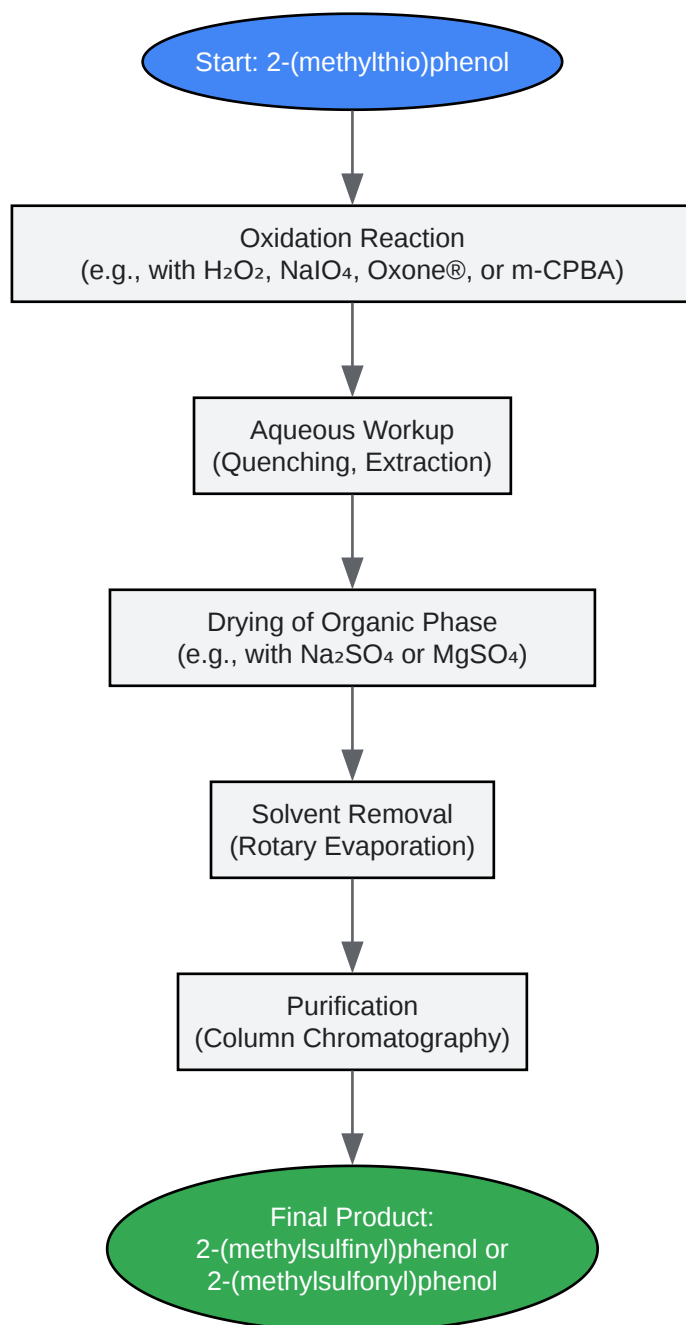 Start: 2-(methylthio)phenol
Oxidation Reaction
(e.g., with H₂O₂, NaIO₄, Oxone®, or m-CPBA)
Aqueous Workup
(Quenching, Extraction)
Drying of Organic Phase
(e.g., with Na₂SO₄ or MgSO₄)
Solvent Removal
(Rotary Evaporation)
Purification
(Column Chromatography)
Final Product:
2-(methylsulfinyl)phenol or
2-(methylsulfonyl)phenol